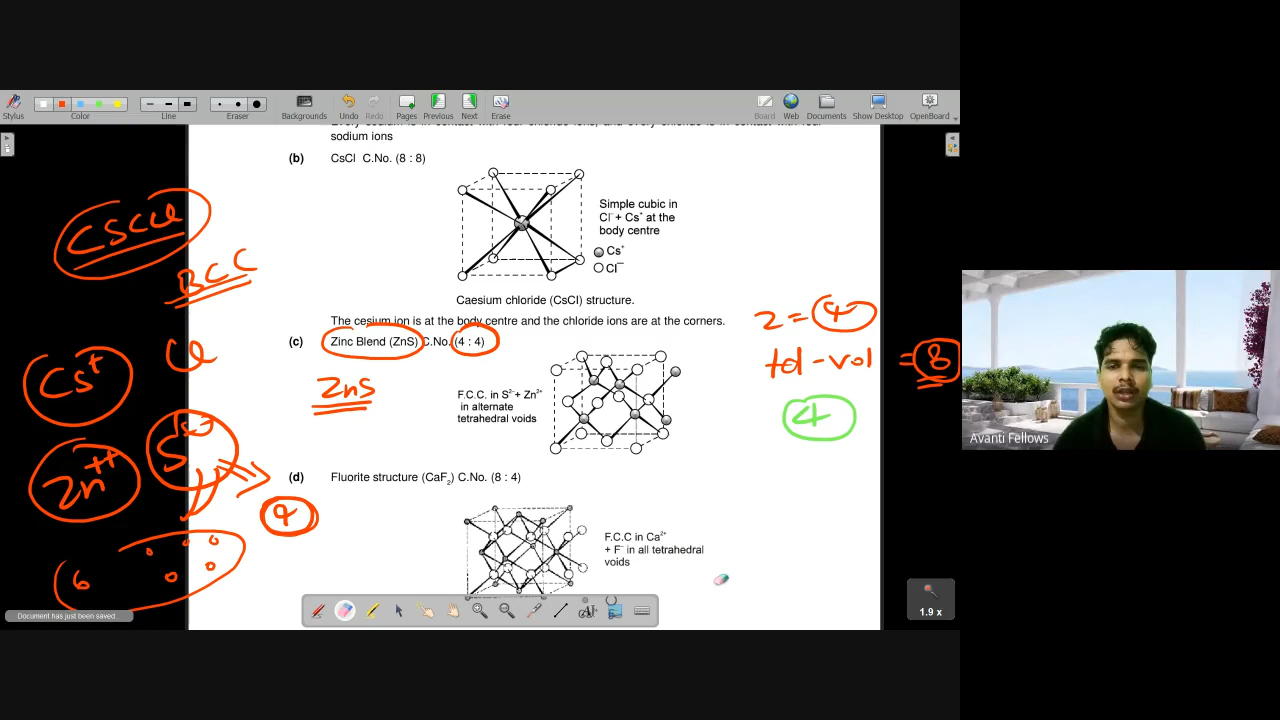 Stylus
Color
Line
Eraser
Backgrounds
Undo
Redo
Pages
Previous
Next
Erase
Board
Web
Documents
Show Desktop
OpenBoard
sodium ions
(b) CsCl C.No. (8 : 8)
Simple cubic in
Cl⁻ + Cs⁺ at the
body centre
Cs⁺
Cl⁻
Caesium chloride (CsCl) structure.
The cesium ion is at the body centre and the chloride ions are at the corners.
(c) Zinc Blend (ZnS) C.No. (4 : 4)
F.C.C. in S²⁻ + Zn²⁺
in alternate
tetrahedral voids
(d) Fluorite structure (CaF₂) C.No. (8 : 4)
F.C.C in Ca²⁺
+ F⁻ in all tetrahedral
voids
CSCl
BCC
Cs⁺
Cl
ZnS
Zn⁺⁺
4
6
Z = 4
td - vol = 8
4
Document has just been saved...
1.9 x
Avanti Fellows